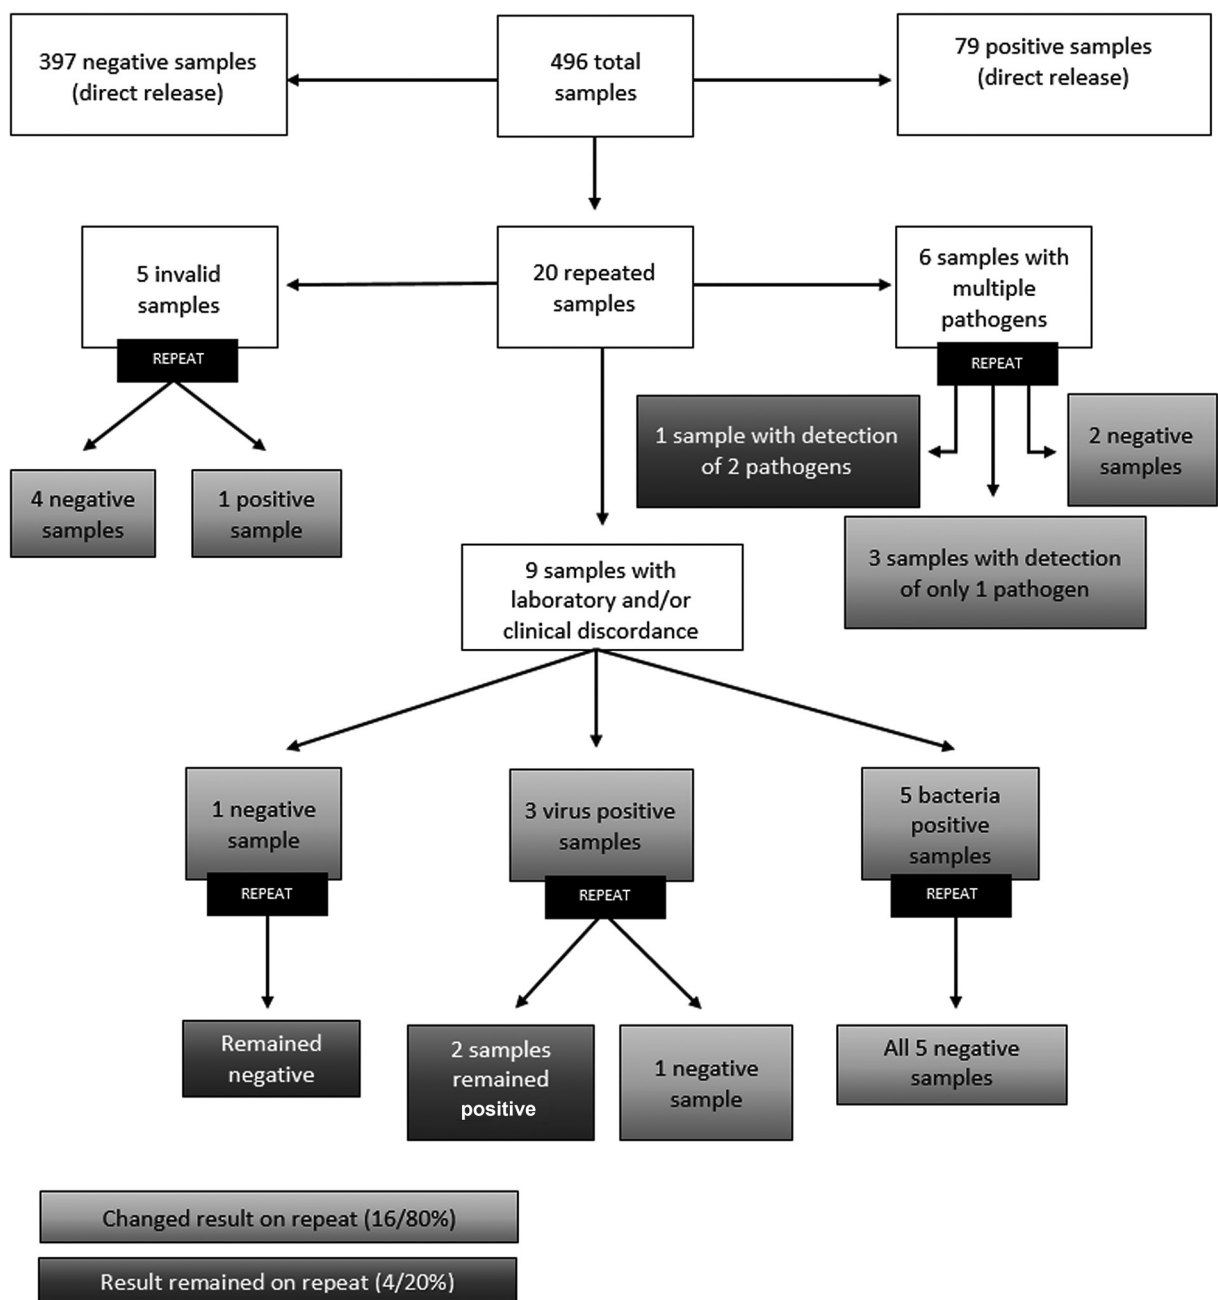 397 negative samples
(direct release)
496 total
samples
79 positive samples
(direct release)
5 invalid
samples
REPEAT
20 repeated
samples
6 samples with
multiple
pathogens
REPEAT
4 negative
samples
1 positive
sample
1 sample with detection
of 2 pathogens
2 negative
samples
3 samples with detection
of only 1 pathogen
9 samples with
laboratory and/or
clinical discordance
1 negative
sample
REPEAT
3 virus positive
samples
REPEAT
5 bacteria
positive
samples
REPEAT
Remained
negative
2 samples
remained
positive
1 negative
sample
All 5 negative
samples
Changed result on repeat (16/80%)
Result remained on repeat (4/20%)